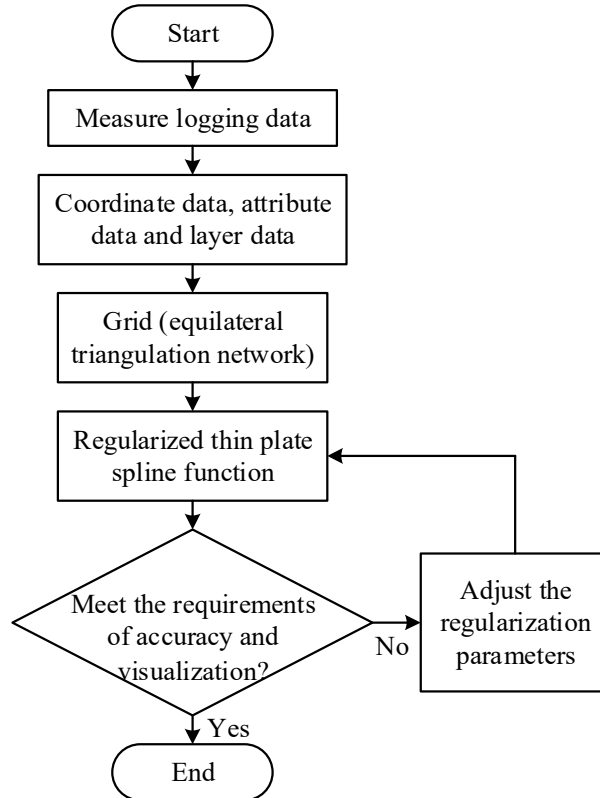 Start
Measure logging data
Coordinate data, attribute
data and layer data
Grid (equilateral
triangulation network)
Regularized thin plate
spline function
Meet the requirements
of accuracy and
visualization?
No
Adjust the
regularization
parameters
Yes
End